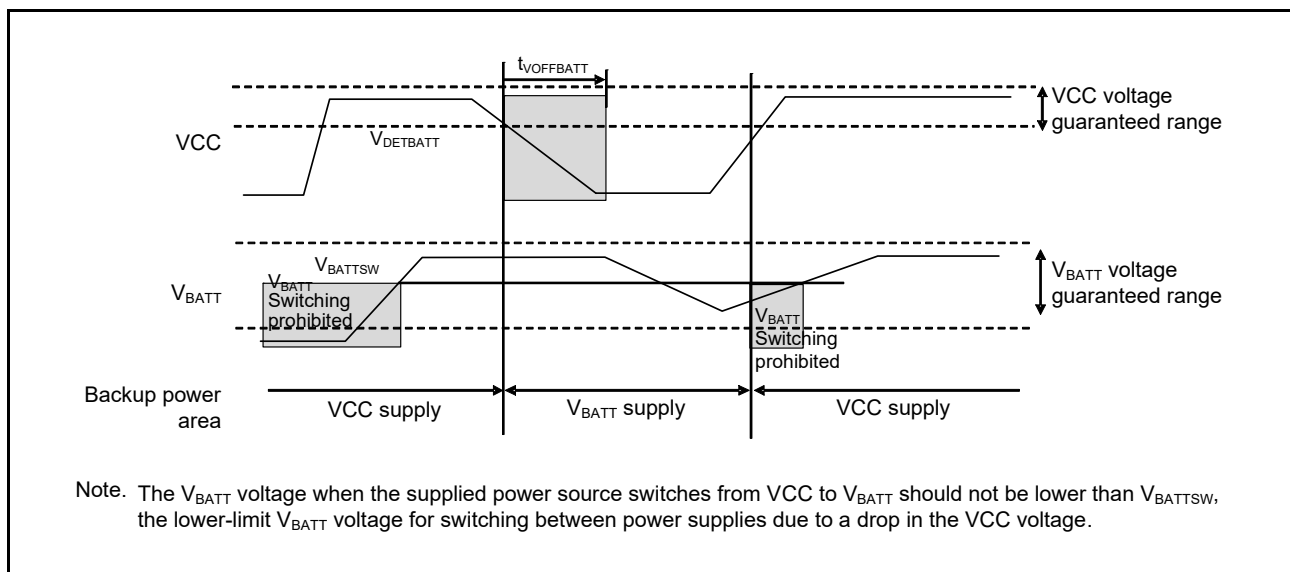 tVOFFBATT
VCC voltage
guaranteed range
VCC
VDETBATT
VBATTSW
VBATT
VBATT
Switching
prohibited
VBATT voltage
guaranteed range
VBATT
Switching
prohibited
Backup power
area
VCC supply
VBATT supply
VCC supply
Note. The VBATT voltage when the supplied power source switches from VCC to VBATT should not be lower than VBATTSW,
the lower-limit VBATT voltage for switching between power supplies due to a drop in the VCC voltage.